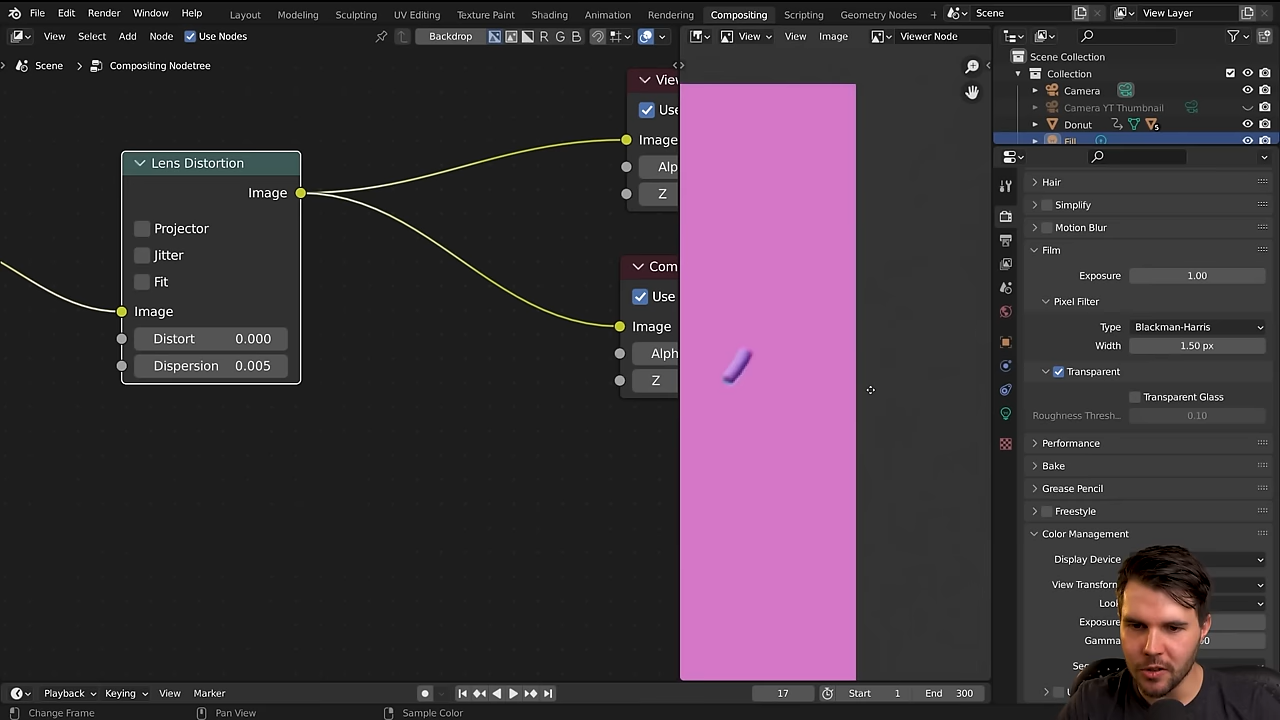 File Edit Render Window Help Layout Modeling Sculpting UV Editing Texture Paint Shading Animation Rendering Compositing Scripting Geometry Nodes + Scene View Layer
View Select Add Node Use Nodes Backdrop R G B View View Image Viewer Node
Scene > Compositing Nodetree
Scene Collection
Collection
Camera
Camera YT Thumbnail
Donut 5
Fill
Lens Distortion
Image
Projector
Jitter
Fit
Image
Distort 0.000
Dispersion 0.005
Use
Image
Alp
Z
Com
Use
Image
Alph
Z
Hair
Simplify
Motion Blur
Film
Exposure 1.00
Pixel Filter
Type Blackman-Harris
Width 1.50 px
Transparent
Transparent Glass
Roughness Thresh... 0.10
Performance
Bake
Grease Pencil
Freestyle
Color Management
Display Device
View Transfor
Loo
Exposure
Gamma
Playback Keying View Marker 17 Start 1 End 300
Change Frame Pan View Sample Color